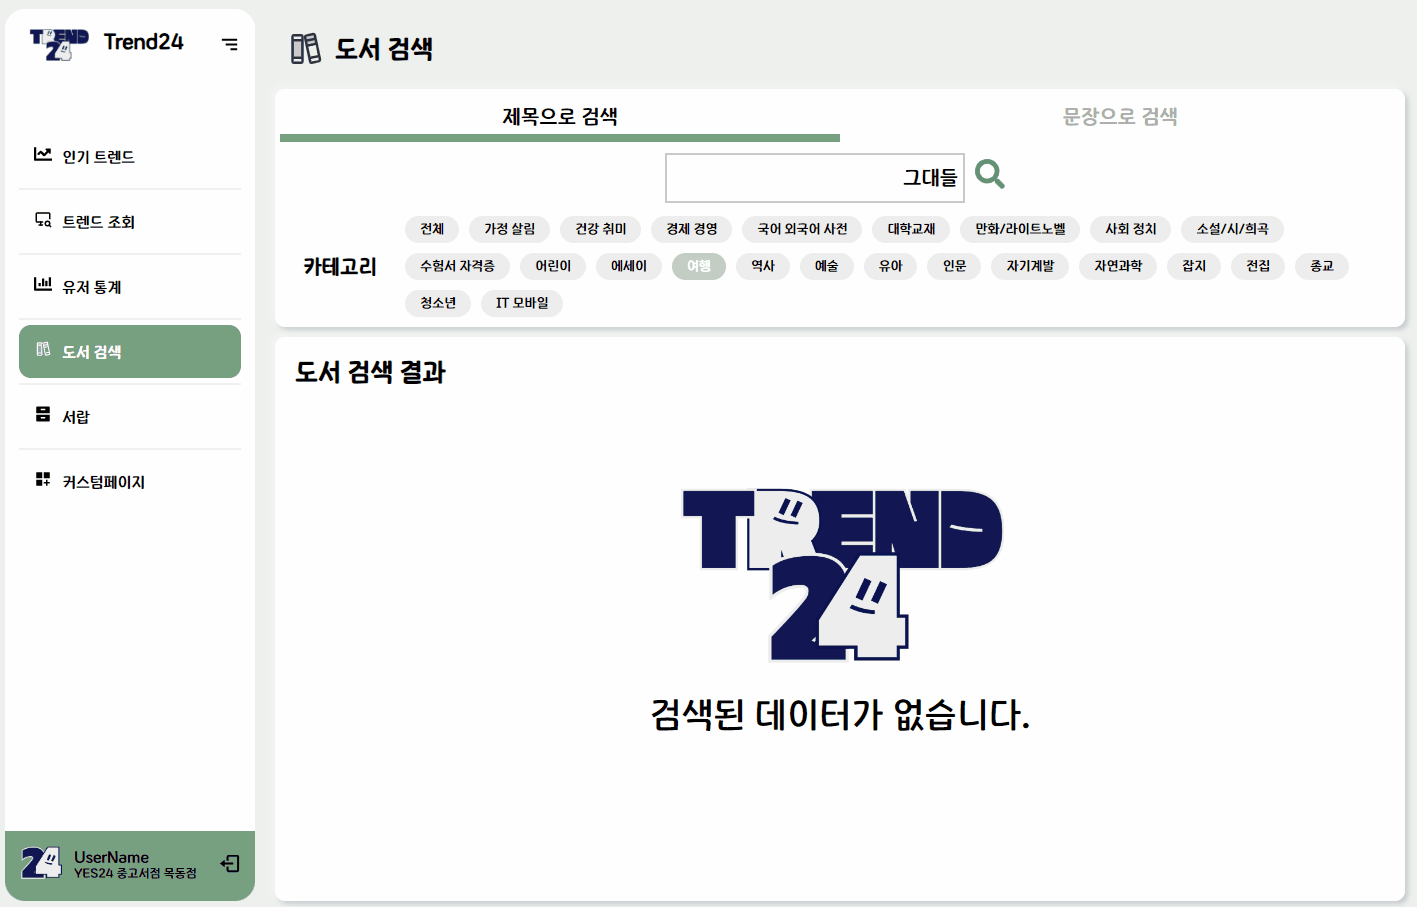 TREND
24
Trend24
인기 트렌드
트렌드 조회
유저 통계
도서 검색
서랍
커스텀페이지
24
UserName
YES24 중고서점 목동점
도서 검색
제목으로 검색
문장으로 검색
그대들
카테고리
전체 가정 살림 건강 취미 경제 경영 국어 외국어 사전 대학교재 만화/라이트노벨 사회 정치 소설/시/희곡
수험서 자격증 어린이 에세이 여행 역사 예술 유아 인문 자기계발 자연과학 잡지 전집 종교
청소년 IT 모바일
도서 검색 결과
TREND
24
검색된 데이터가 없습니다.